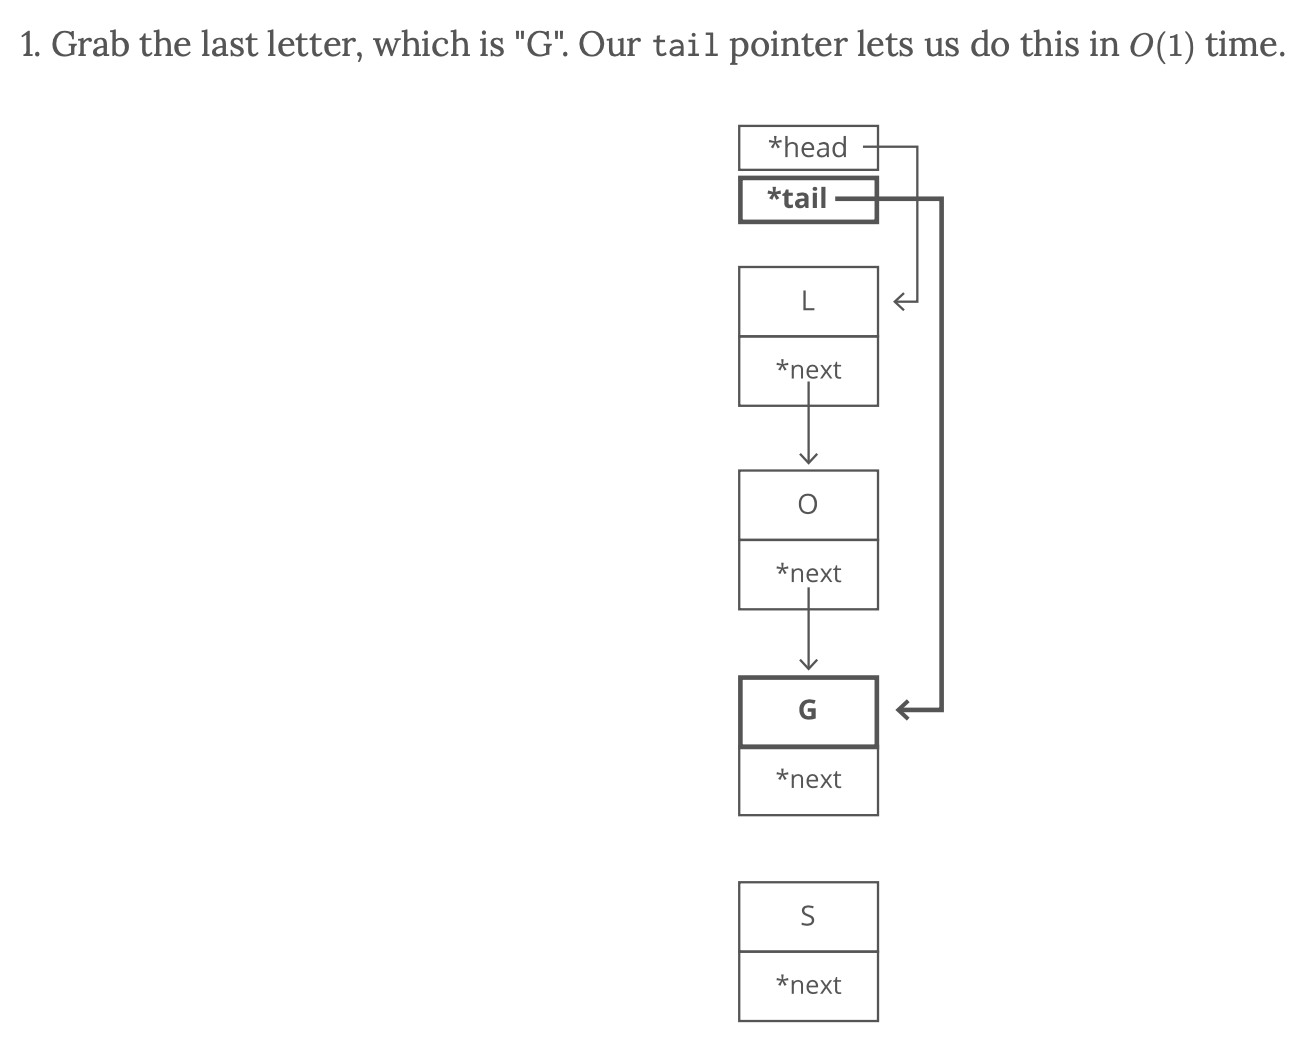 1. Grab the last letter, which is "G". Our tail pointer lets us do this in O(1) time.
*head
*tail
L
*next
O
*next
G
*next
S
*next